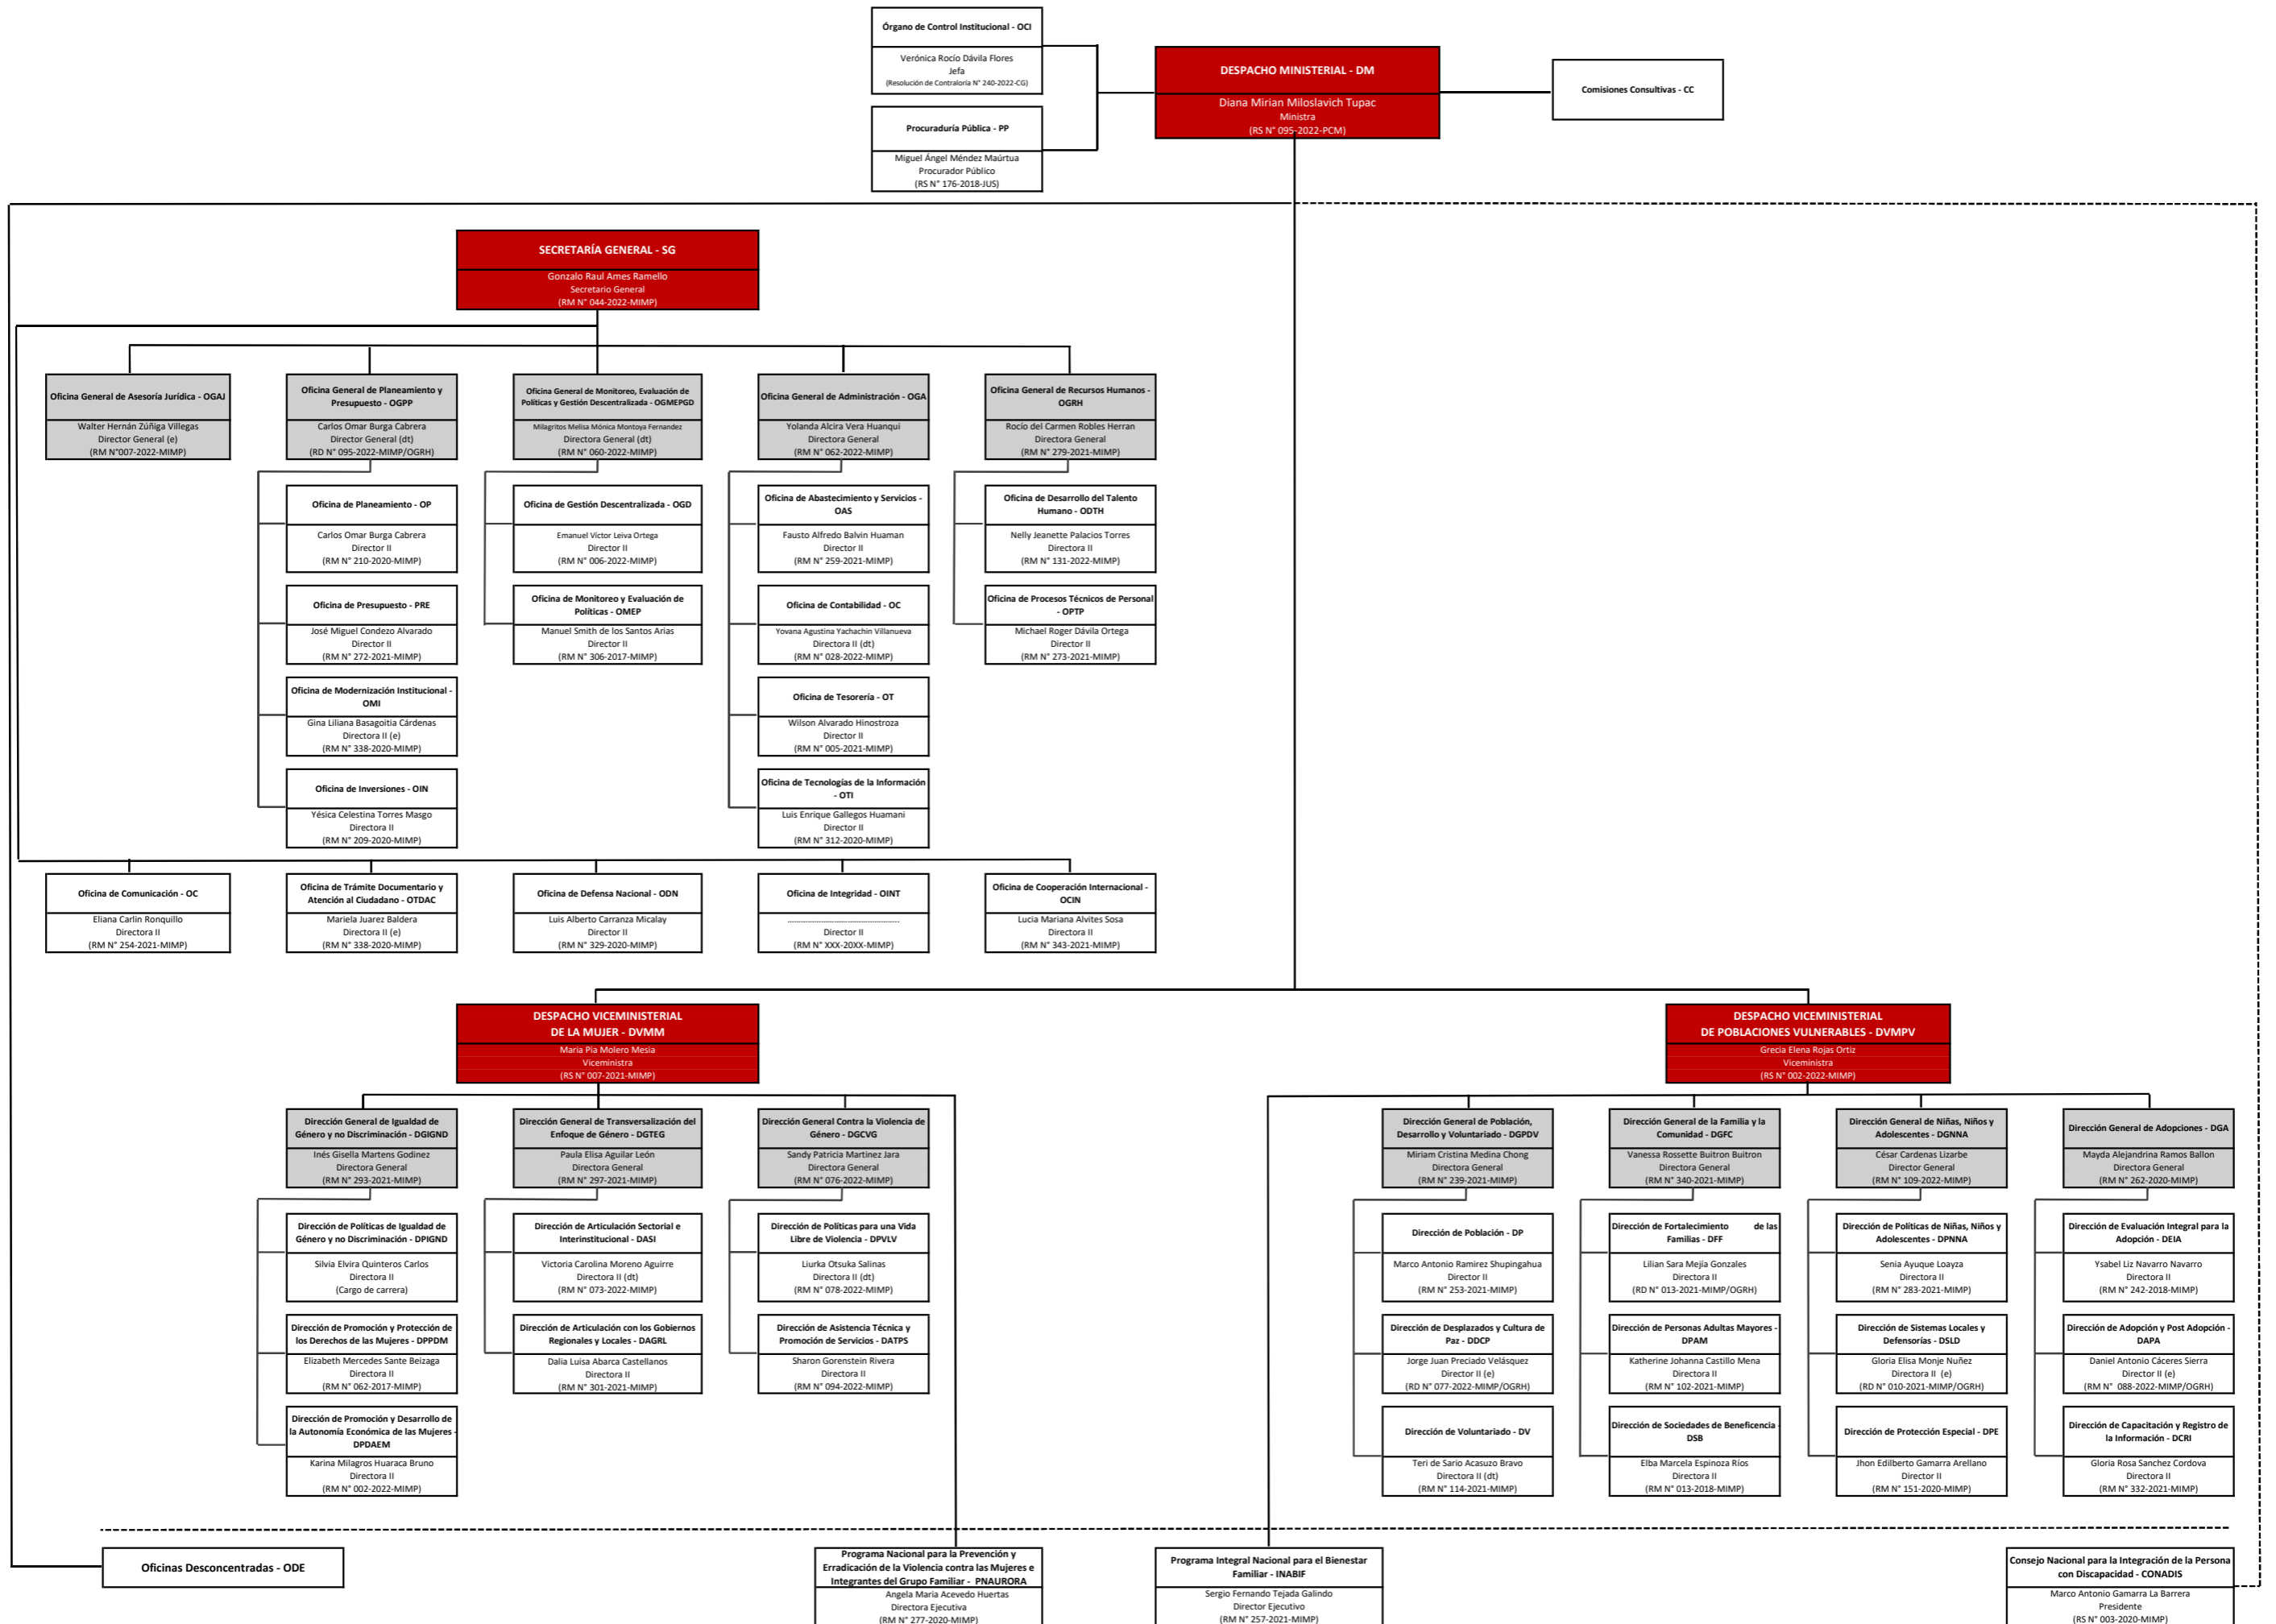 Órgano de Control Institucional - OCI
Verónica Rocío Dávila Flores
Jefa
(Resolución de Contraloría N° 240-2022-CG)
DESPACHO MINISTERIAL - DM
Diana Mirian Miloslavich Tupac
Ministra
(RS N° 095-2022-PCM)
Comisiones Consultivas - CC
Procuraduría Pública - PP
Miguel Ángel Méndez Maúrtua
Procurador Público
(RS N° 176-2018-JUS)
SECRETARÍA GENERAL - SG
Gonzalo Raul Ames Ramello
Secretario General
(RM N° 044-2022-MIMP)
Oficina General de Asesoría Jurídica - OGAJ
Walter Hernán Zúñiga Villegas
Director General (e)
(RM N°007-2022-MIMP)
Oficina General de Planeamiento y
Presupuesto - OGPP
Carlos Omar Burga Cabrera
Director General (dt)
(RD N° 095-2022-MIMP/OGRH)
Oficina General de Monitoreo, Evaluación de
Políticas y Gestión Descentralizada - OGMEPGD
Milagritos Melisa Mónica Montoya Fernandez
Directora General (dt)
(RM N° 060-2022-MIMP)
Oficina General de Administración - OGA
Yolanda Alcira Vera Huanqui
Directora General
(RM N° 062-2022-MIMP)
Oficina General de Recursos Humanos -
OGRH
Rocío del Carmen Robles Herran
Directora General
(RM N° 279-2021-MIMP)
Oficina de Planeamiento - OP
Carlos Omar Burga Cabrera
Director II
(RM N° 210-2020-MIMP)
Oficina de Gestión Descentralizada - OGD
Emanuel Víctor Leiva Ortega
Director II
(RM N° 006-2022-MIMP)
Oficina de Abastecimiento y Servicios -
OAS
Fausto Alfredo Balvin Huaman
Director II
(RM N° 259-2021-MIMP)
Oficina de Desarrollo del Talento
Humano - ODTH
Nelly Jeanette Palacios Torres
Directora II
(RM N° 131-2022-MIMP)
Oficina de Presupuesto - PRE
José Miguel Condezo Alvarado
Director II
(RM N° 272-2021-MIMP)
Oficina de Monitoreo y Evaluación de
Políticas - OMEP
Manuel Smith de los Santos Arias
Director II
(RM N° 306-2017-MIMP)
Oficina de Contabilidad - OC
Yovana Agustina Yachachin Villanueva
Directora II (dt)
(RM N° 028-2022-MIMP)
Oficina de Procesos Técnicos de Personal
- OPTP
Michael Roger Dávila Ortega
Director II
(RM N° 273-2021-MIMP)
Oficina de Modernización Institucional -
OMI
Gina Liliana Basagoitia Cárdenas
Directora II (e)
(RM N° 338-2020-MIMP)
Oficina de Tesorería - OT
Wilson Alvarado Hinostroza
Director II
(RM N° 005-2021-MIMP)
Oficina de Inversiones - OIN
Yésica Celestina Torres Masgo
Directora II
(RM N° 209-2020-MIMP)
Oficina de Tecnologías de la Información
- OTI
Luis Enrique Gallegos Huamani
Director II
(RM N° 312-2020-MIMP)
Oficina de Comunicación - OC
Eliana Carlin Ronquillo
Directora II
(RM N° 254-2021-MIMP)
Oficina de Trámite Documentario y
Atención al Ciudadano - OTDAC
Mariela Juarez Baldera
Directora II (e)
(RM N° 338-2020-MIMP)
Oficina de Defensa Nacional - ODN
Luis Alberto Carranza Micalay
Director II
(RM N° 329-2020-MIMP)
Oficina de Integridad - OINT
................................................
Director II
(RM N° XXX-20XX-MIMP)
Oficina de Cooperación Internacional -
OCIN
Lucia Mariana Alvites Sosa
Directora II
(RM N° 343-2021-MIMP)
DESPACHO VICEMINISTERIAL
DE LA MUJER - DVMM
Maria Pia Molero Mesia
Viceministra
(RS N° 007-2021-MIMP)
DESPACHO VICEMINISTERIAL
DE POBLACIONES VULNERABLES - DVMPV
Grecia Elena Rojas Ortiz
Viceministra
(RS N° 002-2022-MIMP)
Dirección General de Igualdad de
Género y no Discriminación - DGIGND
Inés Gisella Martens Godinez
Directora General
(RM N° 293-2021-MIMP)
Dirección General de Transversalización del
Enfoque de Género - DGTEG
Paula Elisa Aguilar León
Directora General
(RM N° 297-2021-MIMP)
Dirección General Contra la Violencia de
Género - DGCVG
Sandy Patricia Martinez Jara
Directora General
(RM N° 076-2022-MIMP)
Dirección General de Población,
Desarrollo y Voluntariado - DGPDV
Miriam Cristina Medina Chong
Directora General
(RM N° 239-2021-MIMP)
Dirección General de la Familia y la
Comunidad - DGFC
Vanessa Rossette Buitron Buitron
Directora General
(RM N° 340-2021-MIMP)
Dirección General de Niñas, Niños y
Adolescentes - DGNNA
César Cardenas Lizarbe
Director General
(RM N° 109-2022-MIMP)
Dirección General de Adopciones - DGA
Mayda Alejandrina Ramos Ballon
Directora General
(RM N° 262-2020-MIMP)
Dirección de Políticas de Igualdad de
Género y no Discriminación - DPIGND
Silvia Elvira Quinteros Carlos
Directora II
(Cargo de carrera)
Dirección de Articulación Sectorial e
Interinstitucional - DASI
Victoria Carolina Moreno Aguirre
Directora II (dt)
(RM N° 073-2022-MIMP)
Dirección de Políticas para una Vida
Libre de Violencia - DPVLV
Liurka Otsuka Salinas
Directora II (dt)
(RM N° 078-2022-MIMP)
Dirección de Población - DP
Marco Antonio Ramirez Shupingahua
Director II
(RM N° 253-2021-MIMP)
Dirección de Fortalecimiento de las
Familias - DFF
Lilian Sara Mejía Gonzales
Directora II
(RD N° 013-2021-MIMP/OGRH)
Dirección de Políticas de Niñas, Niños y
Adolescentes - DPNNA
Senia Ayuque Loayza
Directora II
(RM N° 283-2021-MIMP)
Dirección de Evaluación Integral para la
Adopción - DEIA
Ysabel Liz Navarro Navarro
Directora II
(RM N° 242-2018-MIMP)
Dirección de Promoción y Protección de
los Derechos de las Mujeres - DPPDM
Elizabeth Mercedes Sante Beizaga
Directora II
(RM N° 062-2017-MIMP)
Dirección de Articulación con los Gobiernos
Regionales y Locales - DAGRL
Dalia Luisa Abarca Castellanos
Directora II
(RM N° 301-2021-MIMP)
Dirección de Asistencia Técnica y
Promoción de Servicios - DATPS
Sharon Gorenstein Rivera
Directora II
(RM N° 094-2022-MIMP)
Dirección de Desplazados y Cultura de
Paz - DDCP
Jorge Juan Preciado Velásquez
Director II (e)
(RD N° 077-2022-MIMP/OGRH)
Dirección de Personas Adultas Mayores -
DPAM
Katherine Johanna Castillo Mena
Directora II
(RM N° 102-2021-MIMP)
Dirección de Sistemas Locales y
Defensorías - DSLD
Gloria Elisa Monje Nuñez
Directora II (e)
(RD N° 010-2021-MIMP/OGRH)
Dirección de Adopción y Post Adopción -
DAPA
Daniel Antonio Cáceres Sierra
Director II (e)
(RM N° 088-2022-MIMP/OGRH)
Dirección de Promoción y Desarrollo de
la Autonomía Económica de las Mujeres -
DPDAEM
Karina Milagros Huaraca Bruno
Directora II
(RM N° 002-2022-MIMP)
Dirección de Voluntariado - DV
Teri de Sario Acasuzo Bravo
Directora II (dt)
(RM N° 114-2021-MIMP)
Dirección de Sociedades de Beneficencia -
DSB
Elba Marcela Espinoza Ríos
Directora II
(RM N° 013-2018-MIMP)
Dirección de Protección Especial - DPE
Jhon Edilberto Gamarra Arellano
Director II
(RM N° 151-2020-MIMP)
Dirección de Capacitación y Registro de
la Información - DCRI
Gloria Rosa Sanchez Cordova
Directora II
(RM N° 332-2021-MIMP)
Oficinas Desconcentradas - ODE
Programa Nacional para la Prevención y
Erradicación de la Violencia contra las Mujeres e
Integrantes del Grupo Familiar - PNAURORA
Angela Maria Acevedo Huertas
Directora Ejecutiva
(RM N° 277-2020-MIMP)
Programa Integral Nacional para el Bienestar
Familiar - INABIF
Sergio Fernando Tejada Galindo
Director Ejecutivo
(RM N° 257-2021-MIMP)
Consejo Nacional para la Integración de la Persona
con Discapacidad - CONADIS
Marco Antonio Gamarra La Barrera
Presidente
(RS N° 003-2020-MIMP)